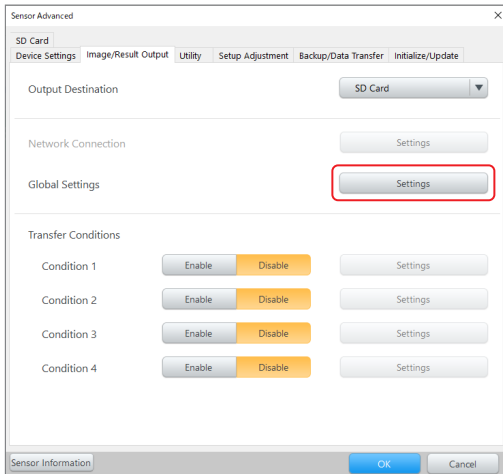 Sensor Advanced
SD Card
Device Settings Image/Result Output Utility Setup Adjustment Backup/Data Transfer Initialize/Update
Output Destination SD Card
Network Connection Settings
Global Settings Settings
Transfer Conditions
Condition 1 Enable Disable Settings
Condition 2 Enable Disable Settings
Condition 3 Enable Disable Settings
Condition 4 Enable Disable Settings
Sensor Information OK Cancel